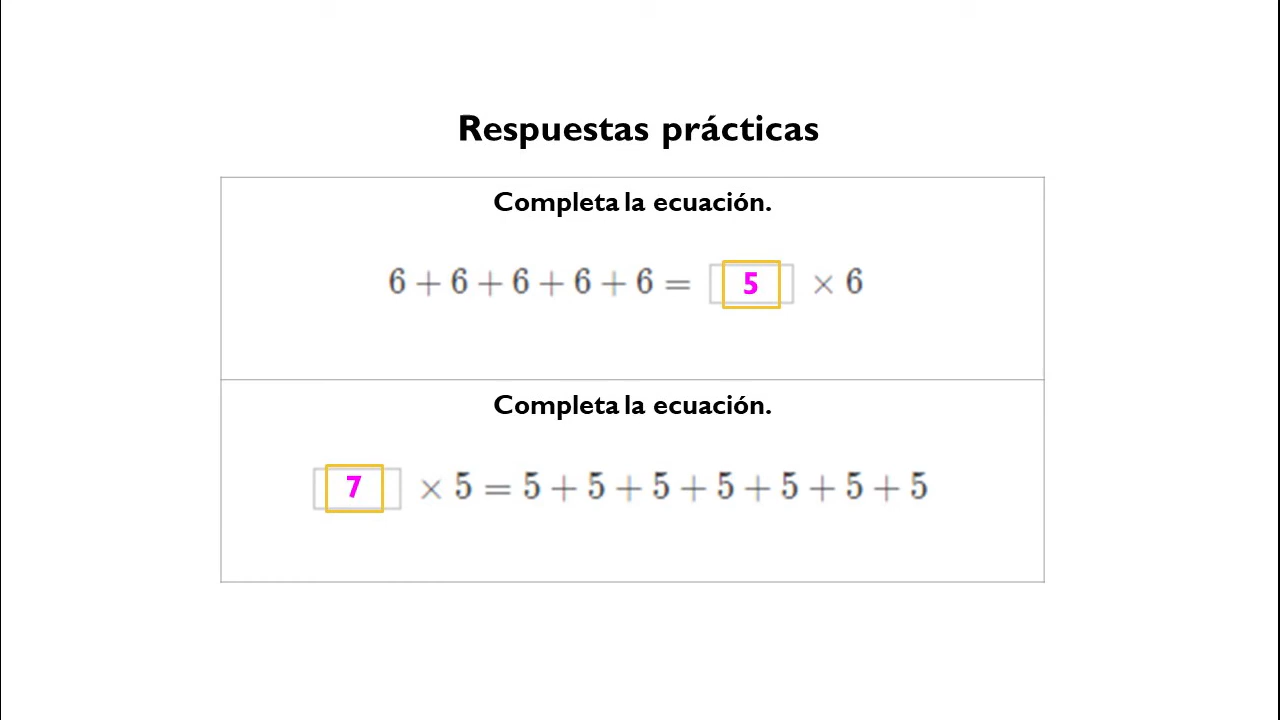 Respuestas prácticas
Completa la ecuación.
6 + 6 + 6 + 6 + 6 = 5 × 6
Completa la ecuación.
7 × 5 = 5 + 5 + 5 + 5 + 5 + 5 + 5